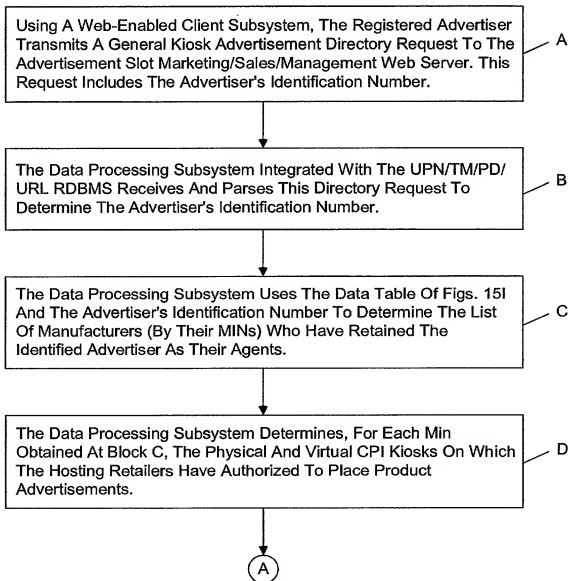 Using A Web-Enabled Client Subsystem, The Registered Advertiser
Transmits A General Kiosk Advertisement Directory Request To The
Advertisement Slot Marketing/Sales/Management Web Server. This
Request Includes The Advertiser's Identification Number.
A
The Data Processing Subsystem Integrated With The UPN/TM/PD/
URL RDBMS Receives And Parses This Directory Request To
Determine The Advertiser's Identification Number.
B
The Data Processing Subsystem Uses The Data Table Of Figs. 15I
And The Advertiser's Identification Number To Determine The List
Of Manufacturers (By Their MINs) Who Have Retained The
Identified Advertiser As Their Agents.
C
The Data Processing Subsystem Determines, For Each Min
Obtained At Block C, The Physical And Virtual CPI Kiosks On Which
The Hosting Retailers Have Authorized To Place Product
Advertisements.
D
A